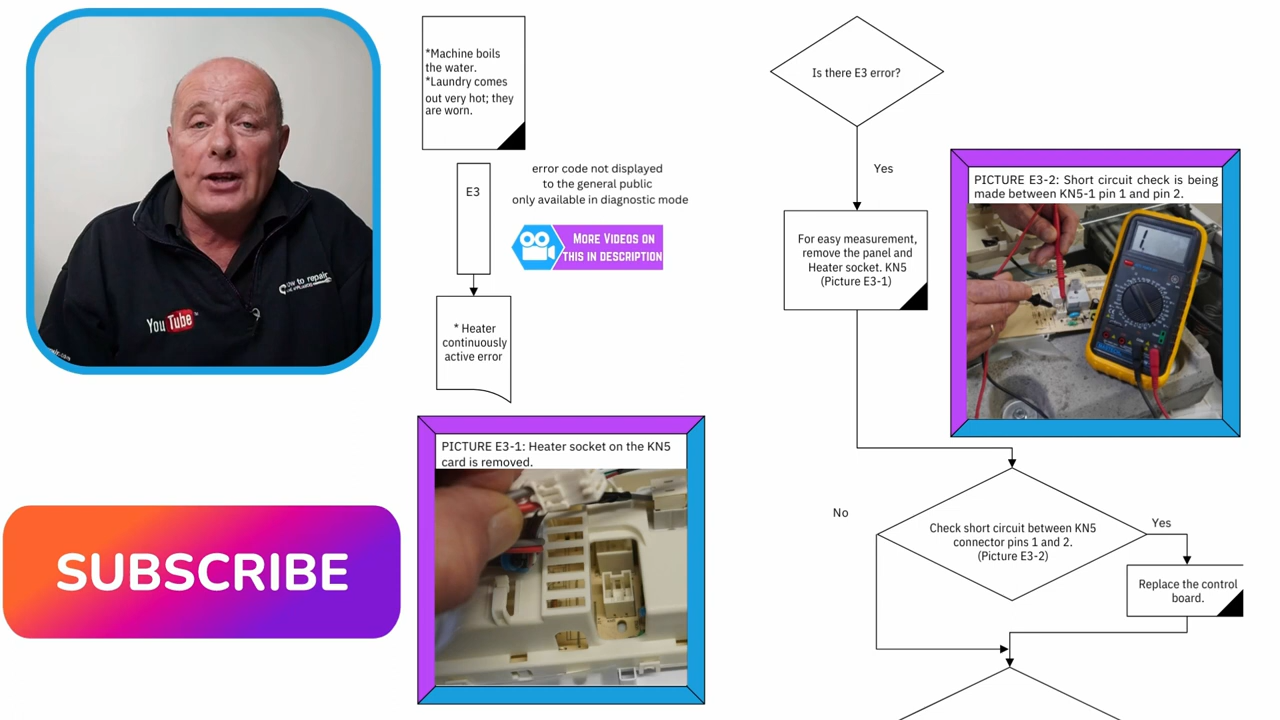 *Machine boils
the water.
*Laundry comes
out very hot; they
are worn.
E3
error code not displayed
to the general public
only available in diagnostic mode
More Videos on
this in description
* Heater
continuously
active error
PICTURE E3-1: Heater socket on the KN5
card is removed.
Is there E3 error?
Yes
For easy measurement,
remove the panel and
Heater socket. KN5
(Picture E3-1)
PICTURE E3-2: Short circuit check is being
made between KN5-1 pin 1 and pin 2.
No
Check short circuit between KN5
connector pins 1 and 2.
(Picture E3-2)
Yes
Replace the control
board.
ow to repair
YouTube
SUBSCRIBE